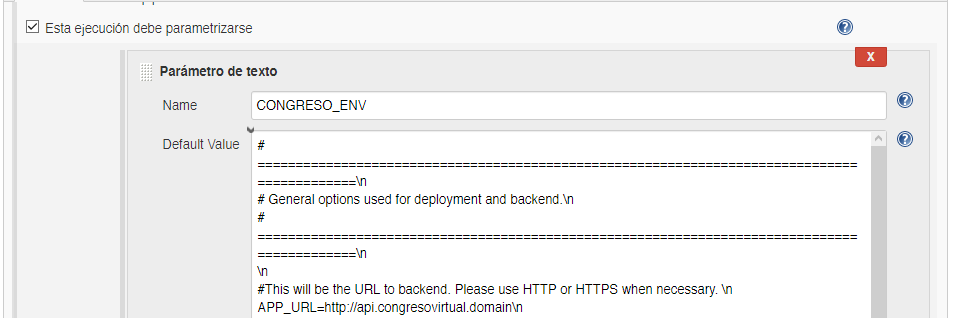 Esta ejecución debe parametrizarse
X
Parámetro de texto
Name
CONGRESO_ENV
Default Value
#
===============================================================================
=============\n
# General options used for deployment and backend.\n
#
===============================================================================
=============\n
\n
#This will be the URL to backend. Please use HTTP or HTTPS when necessary. \n
APP_URL=http://api.congresovirtual.domain\n